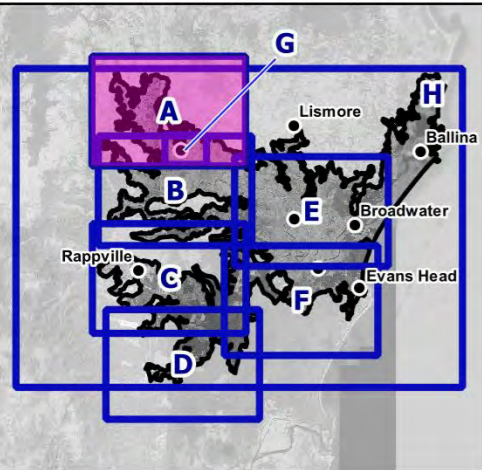 G
A
H
Lismore
Ballina
B
E
Broadwater
Rappville
C
Evans Head
F
D